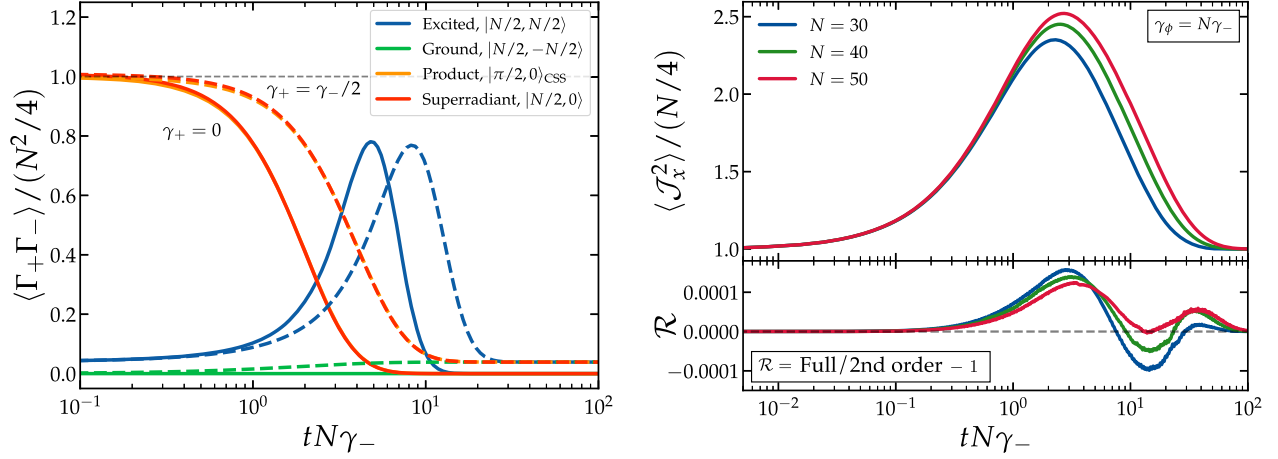 ⟨Γ₊Γ₋⟩/(N²/4)
1.2
1.0
0.8
0.6
0.4
0.2
0.0
Excited, |N/2, N/2⟩
Ground, |N/2, −N/2⟩
Product, |π/2, 0⟩CSS
Superradiant, |N/2, 0⟩
γ₊ = γ₋/2
γ₊ = 0
10⁻¹
10⁰
10¹
10²
tNγ₋
⟨𝒥ₓ²⟩/(N/4)
2.5
2.0
1.5
1.0
N = 30
N = 40
N = 50
γᵩ = Nγ₋
ℛ
0.0001
0.0000
−0.0001
ℛ = Full/2nd order − 1
10⁻²
10⁻¹
10⁰
10¹
10²
tNγ₋